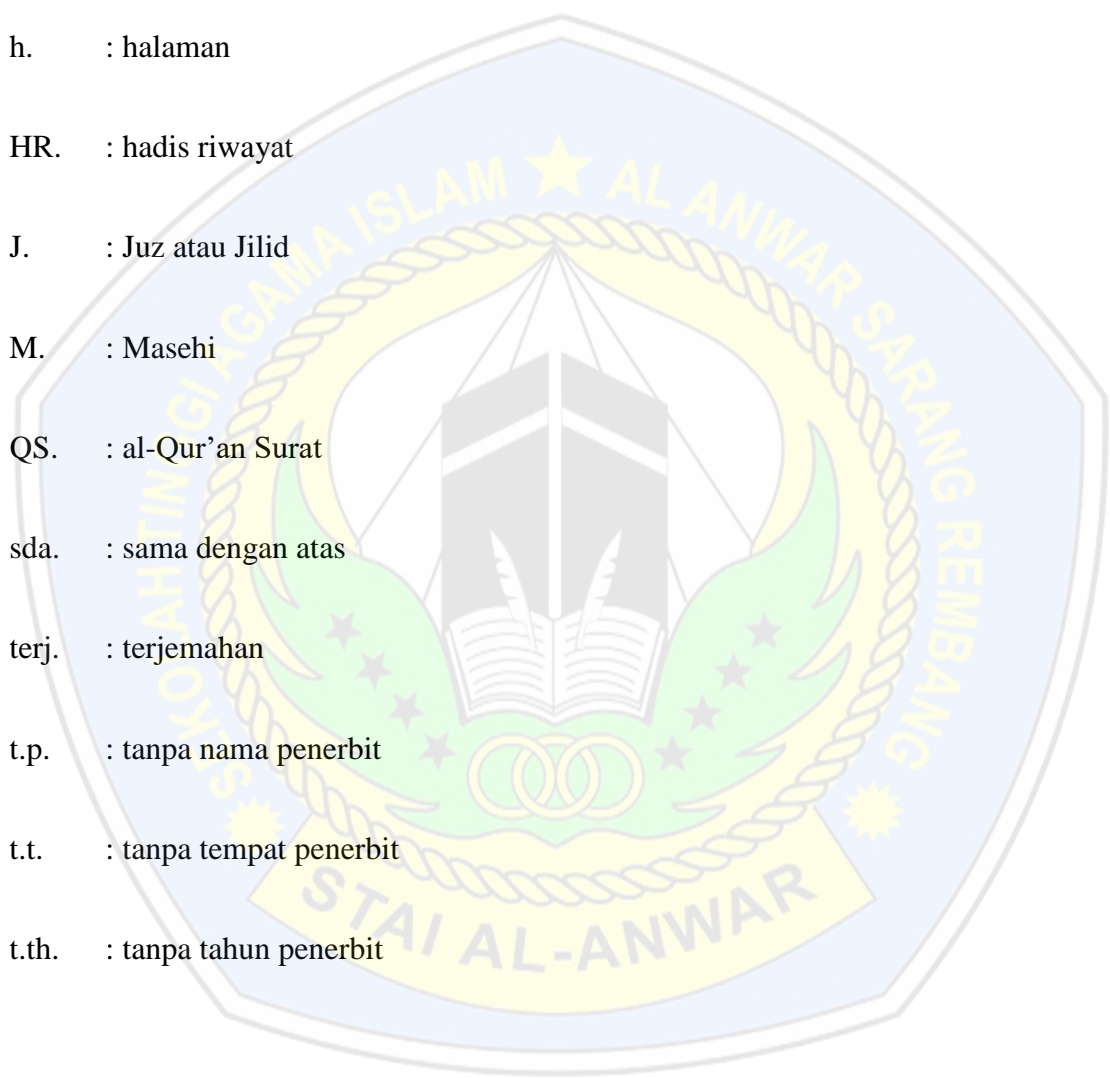 h. : halaman
HR. : hadis riwayat
J. : Juz atau Jilid
M. : Masehi
QS. : al-Qur’an Surat
sda. : sama dengan atas
terj. : terjemahan
t.p. : tanpa nama penerbit
t.t. : tanpa tempat penerbit
t.th. : tanpa tahun penerbit
SEKOLAH TINGGI AGAMA ISLAM AL ANWAR SARANG REMBANG
STAI AL-ANWAR